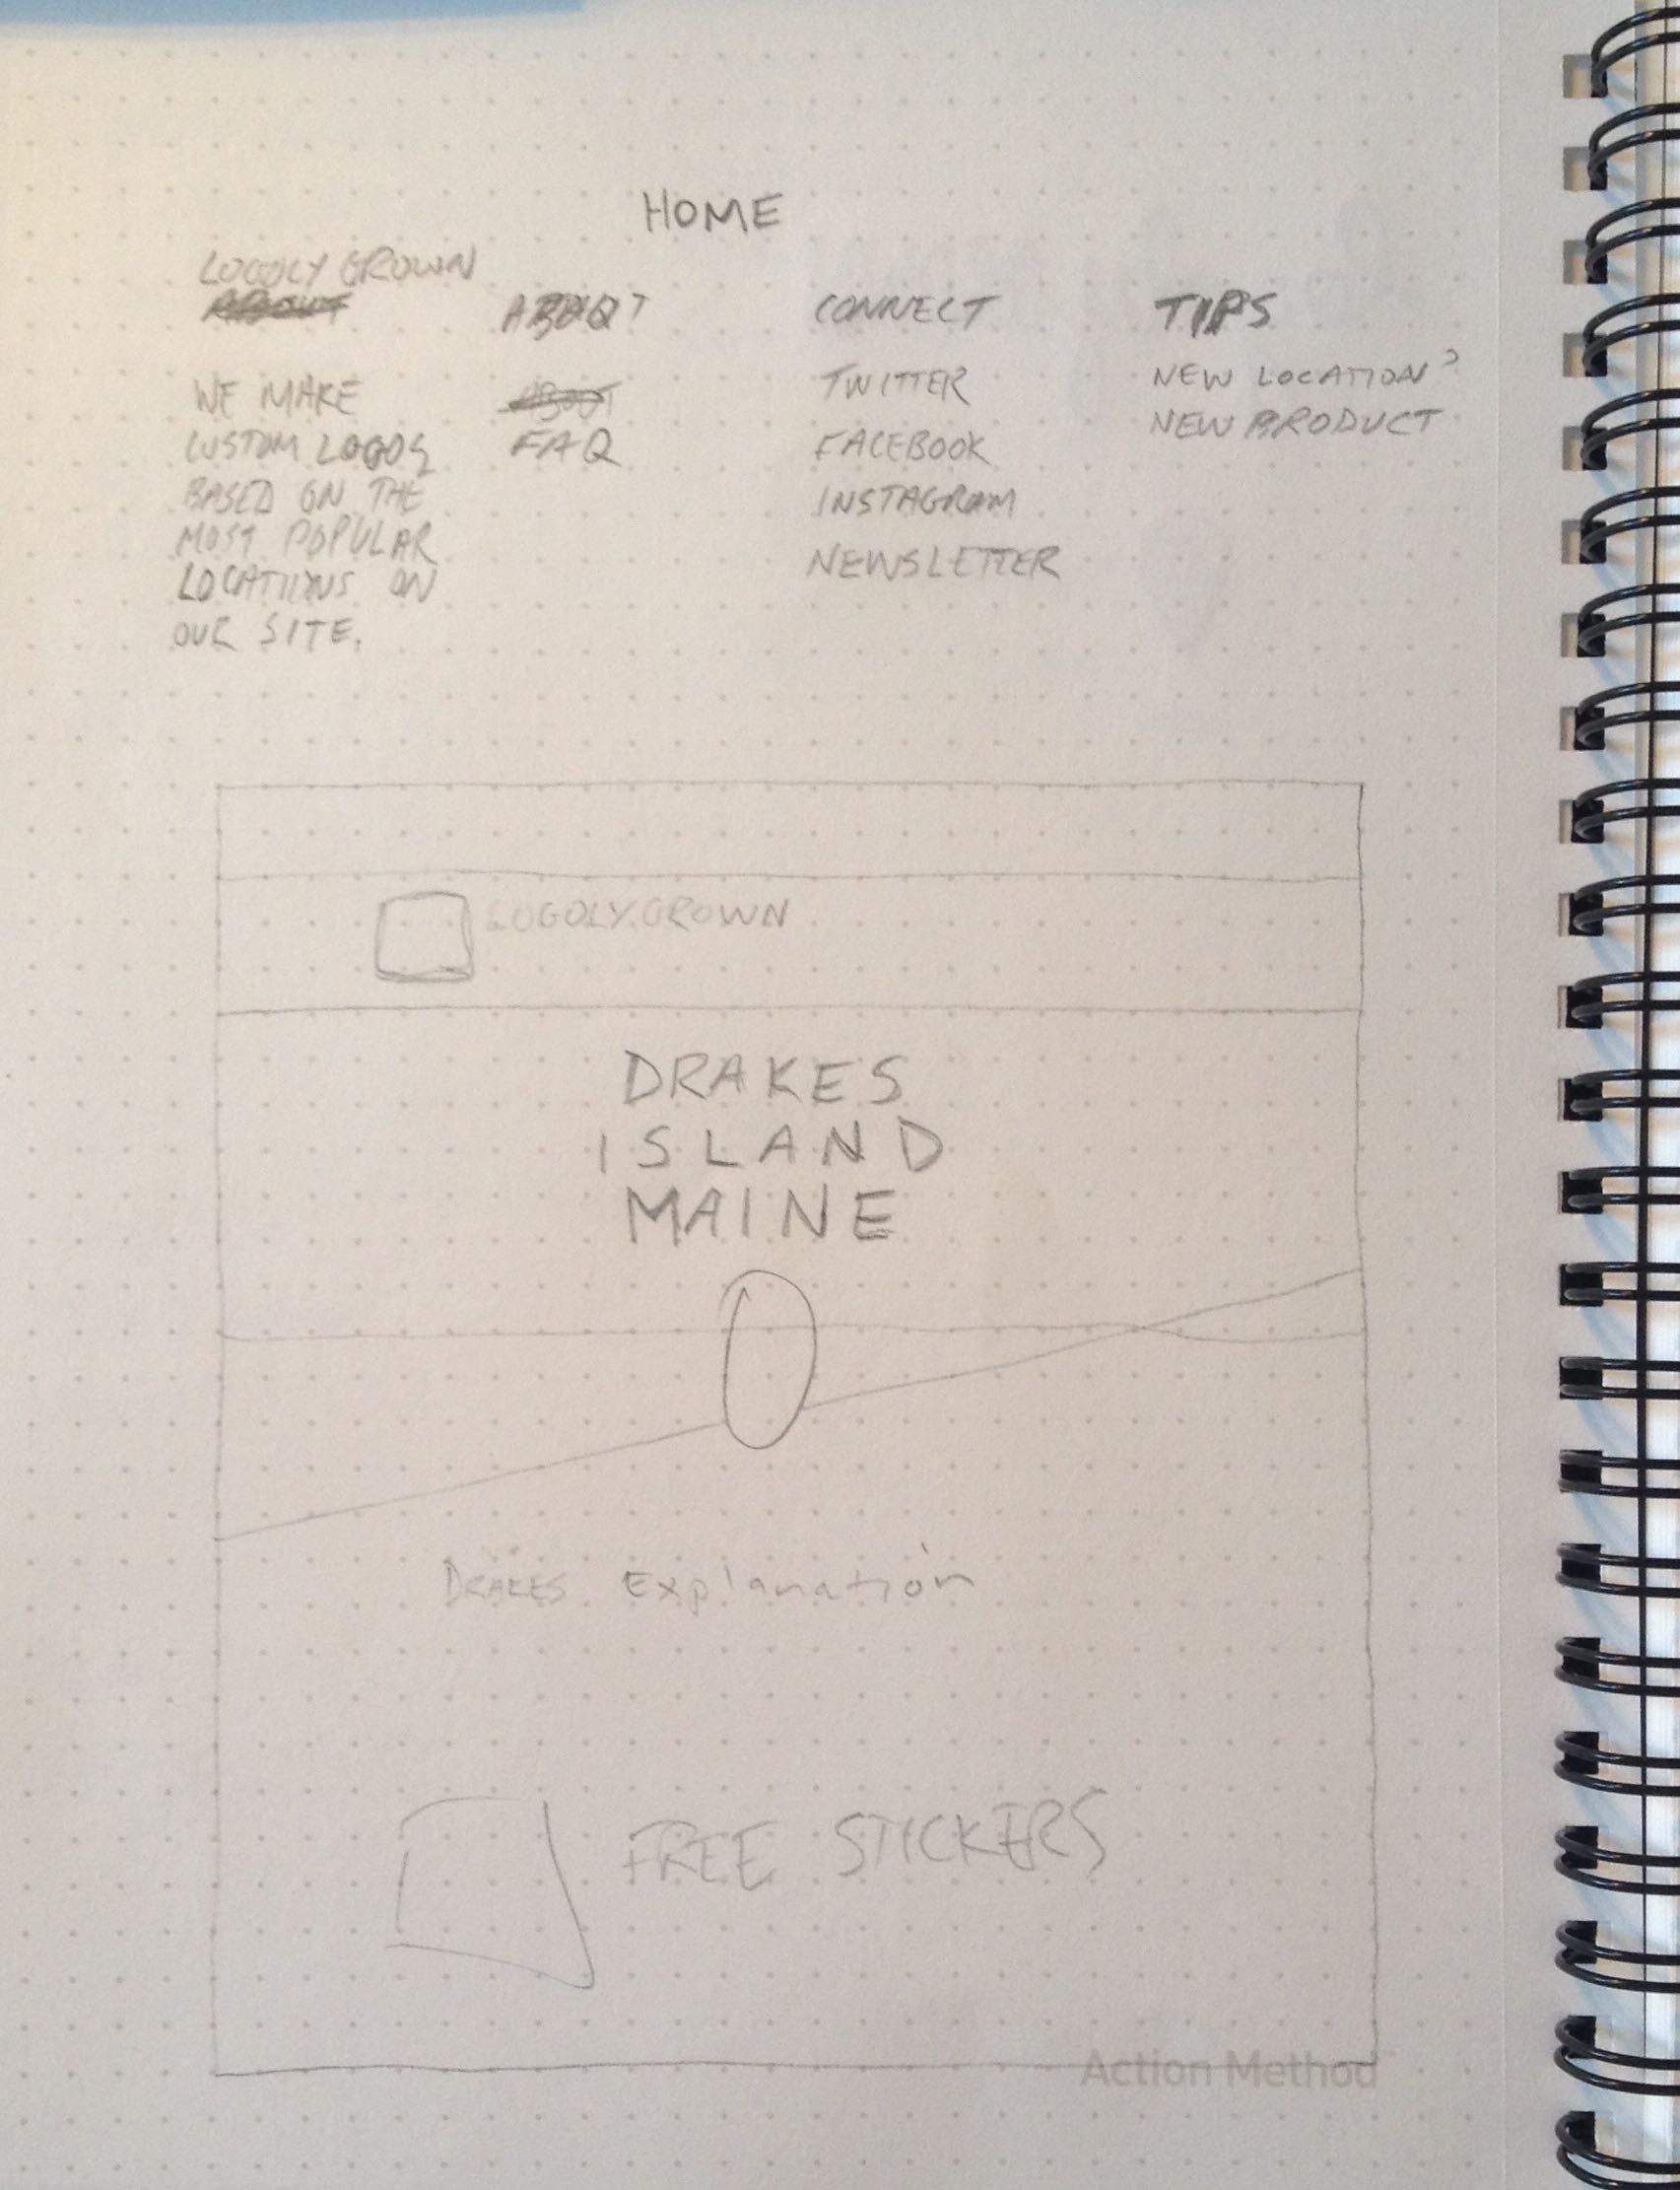 HOME
LOGOLY GROWN
ABOUT
ABOUT
CONNECT
TIPS
WE MAKE
CUSTOM LOGOS
BASED ON THE
MOST POPULAR
LOCATIONS ON
OUR SITE.
ABOUT
FAQ
TWITTER
FACEBOOK
INSTAGRAM
NEWSLETTER
NEW LOCATION?
NEW PRODUCT
LOGOLY.GROWN
DRAKES
ISLAND
MAINE
DRAKES Explanation
FREE STICKERS
Action Method